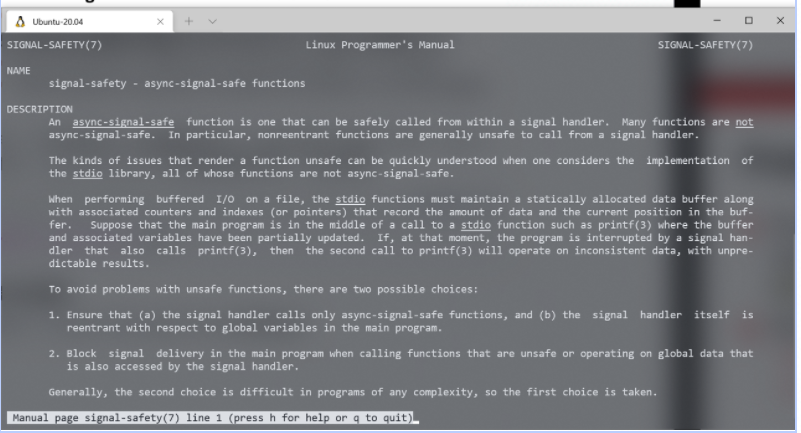 Ubuntu-20.04
SIGNAL-SAFETY(7) Linux Programmer's Manual SIGNAL-SAFETY(7)
NAME
signal-safety - async-signal-safe functions
DESCRIPTION
An async-signal-safe function is one that can be safely called from within a signal handler. Many functions are not
async-signal-safe. In particular, nonreentrant functions are generally unsafe to call from a signal handler.
The kinds of issues that render a function unsafe can be quickly understood when one considers the implementation of
the stdio library, all of whose functions are not async-signal-safe.
When performing buffered I/O on a file, the stdio functions must maintain a statically allocated data buffer along
with associated counters and indexes (or pointers) that record the amount of data and the current position in the buf-
fer. Suppose that the main program is in the middle of a call to a stdio function such as printf(3) where the buffer
and associated variables have been partially updated. If, at that moment, the program is interrupted by a signal han-
dler that also calls printf(3), then the second call to printf(3) will operate on inconsistent data, with unpre-
dictable results.
To avoid problems with unsafe functions, there are two possible choices:
1. Ensure that (a) the signal handler calls only async-signal-safe functions, and (b) the signal handler itself is
reentrant with respect to global variables in the main program.
2. Block signal delivery in the main program when calling functions that are unsafe or operating on global data that
is also accessed by the signal handler.
Generally, the second choice is difficult in programs of any complexity, so the first choice is taken.
Manual page signal-safety(7) line 1 (press h for help or q to quit)